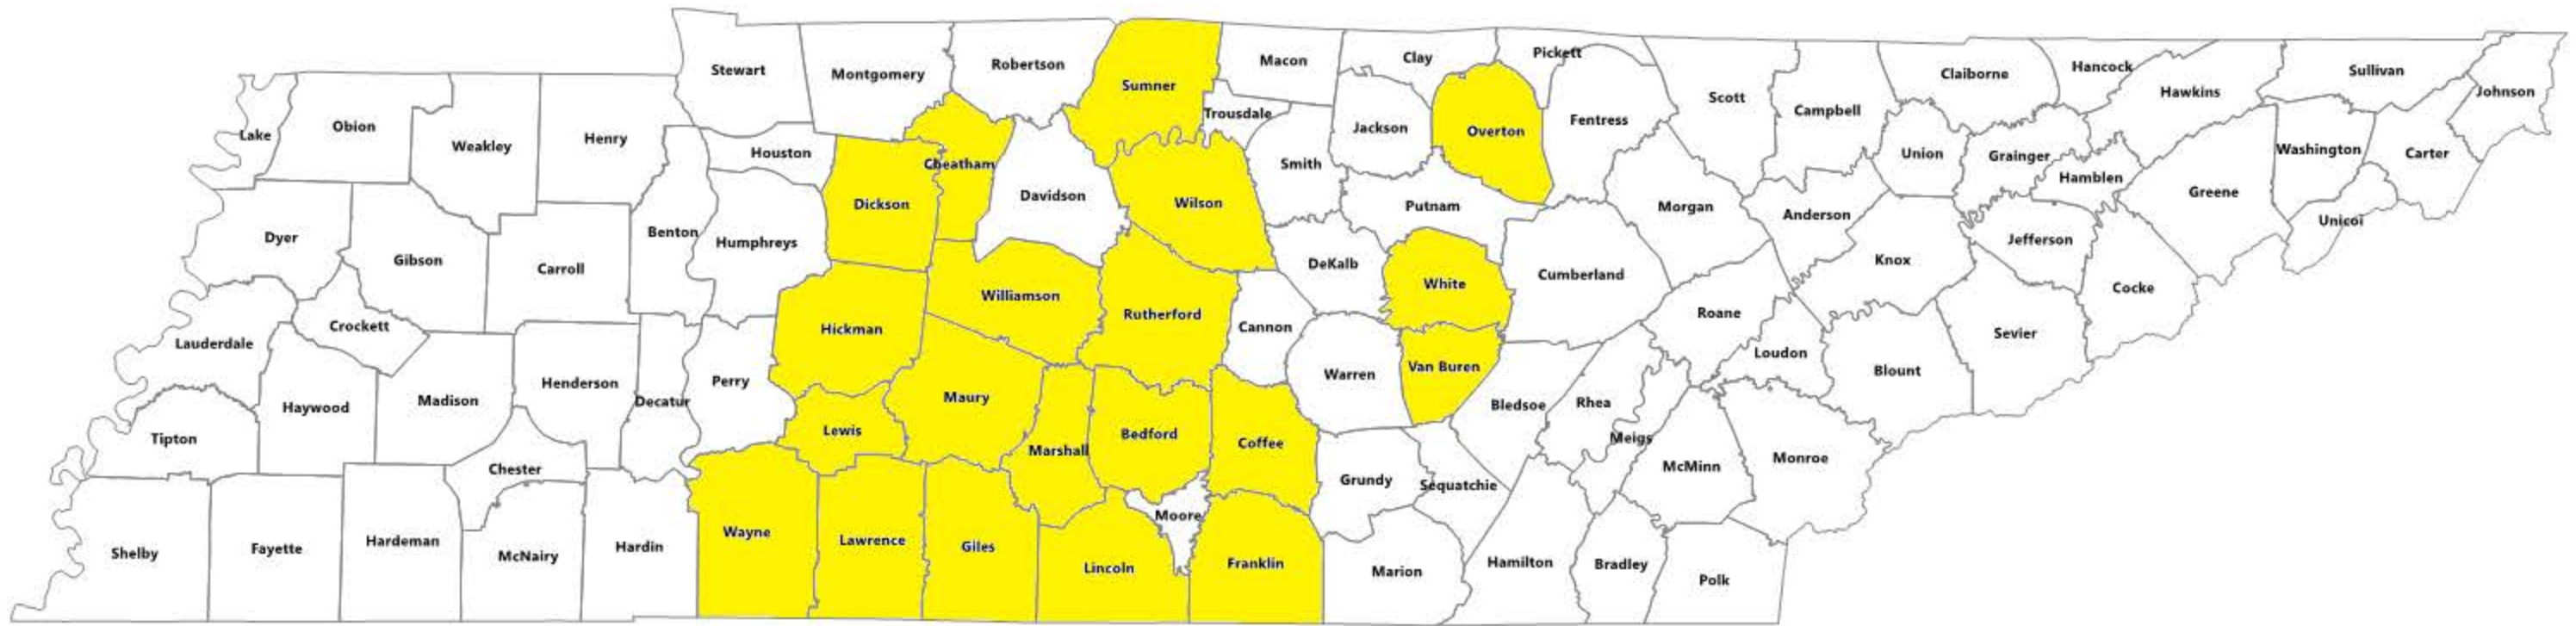 Stewart
Montgomery
Robertson
Sumner
Macon
Clay
Pickett
Scott
Campbell
Claiborne
Hancock
Hawkins
Sullivan
Johnson
Lake
Obion
Weakley
Henry
Houston
Dickson
Cheatham
Davidson
Wilson
Trousdale
Smith
Jackson
Overton
Fentress
Morgan
Anderson
Union
Grainger
Hamblen
Greene
Washington
Carter
Unicoi
Dyer
Gibson
Carroll
Benton
Humphreys
Putnam
Jefferson
Knox
Cocke
Sevier
Lauderdale
Crockett
Hickman
Williamson
Rutherford
Cannon
DeKalb
White
Cumberland
Roane
Loudon
Blount
Tipton
Haywood
Madison
Henderson
Decatur
Perry
Lewis
Maury
Marshall
Bedford
Coffee
Warren
Van Buren
Bledsoe
Rhea
Meigs
McMinn
Monroe
Chester
Grundy
Sequatchie
Shelby
Fayette
Hardeman
McNairy
Hardin
Wayne
Lawrence
Giles
Lincoln
Moore
Franklin
Marion
Hamilton
Bradley
Polk